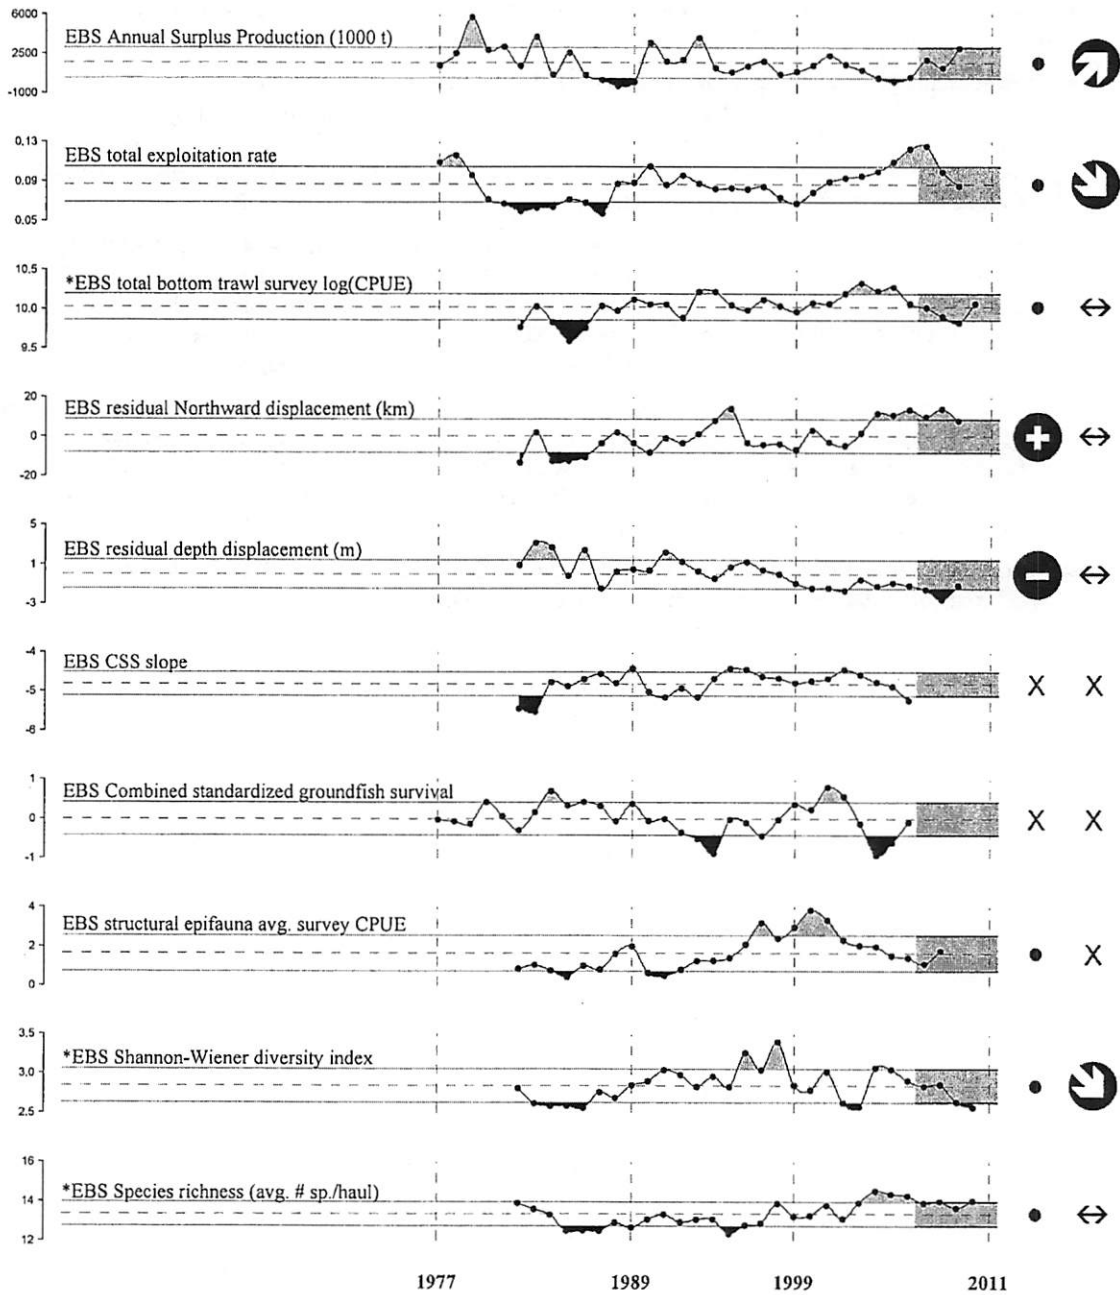 6000
EBS Annual Surplus Production (1000 t)
2500
-1000
0.13
EBS total exploitation rate
0.09
0.05
10.5
*EBS total bottom trawl survey log(CPUE)
10.0
9.5
20
EBS residual Northward displacement (km)
0
-20
5
EBS residual depth displacement (m)
1
-3
-4
EBS CSS slope
-5
X X
-6
1
EBS Combined standardized groundfish survival
0
X X
-1
4
EBS structural epifauna avg. survey CPUE
2
X
0
3.5
*EBS Shannon-Wiener diversity index
3.0
2.5
16
*EBS Species richness (avg. # sp./haul)
14
12
1977 1989 1999 2011